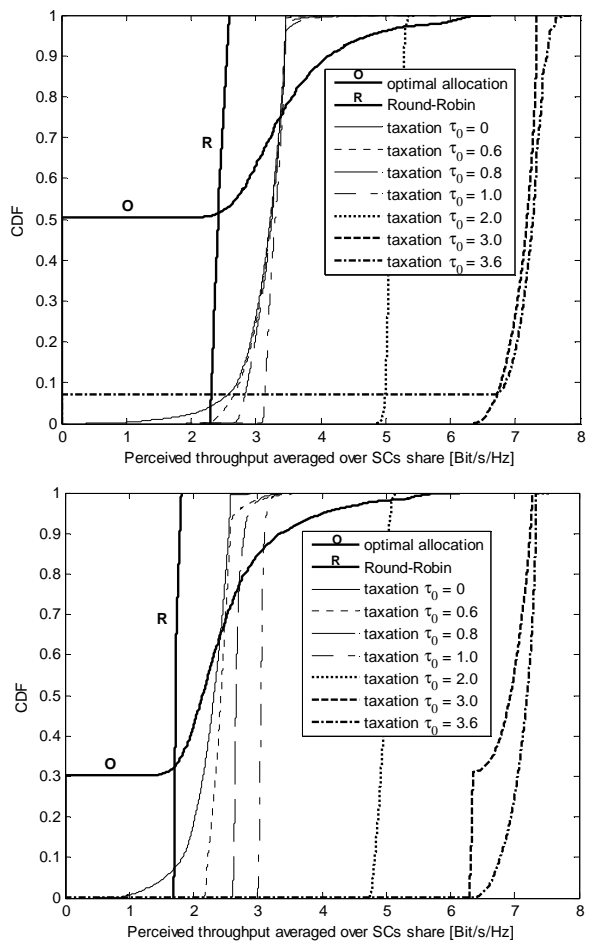 1
0.9
0.8
0.7
0.6
0.5
0.4
0.3
0.2
0.1
0
CDF
O
R
O optimal allocation
R Round-Robin
taxation τ0 = 0
taxation τ0 = 0.6
taxation τ0 = 0.8
taxation τ0 = 1.0
taxation τ0 = 2.0
taxation τ0 = 3.0
taxation τ0 = 3.6
0 1 2 3 4 5 6 7 8
Perceived throughput averaged over SCs share [Bit/s/Hz]
1
0.9
0.8
0.7
0.6
0.5
0.4
0.3
0.2
0.1
0
CDF
R
O
O optimal allocation
R Round-Robin
taxation τ0 = 0
taxation τ0 = 0.6
taxation τ0 = 0.8
taxation τ0 = 1.0
taxation τ0 = 2.0
taxation τ0 = 3.0
taxation τ0 = 3.6
0 1 2 3 4 5 6 7 8
Perceived throughput averaged over SCs share [Bit/s/Hz]